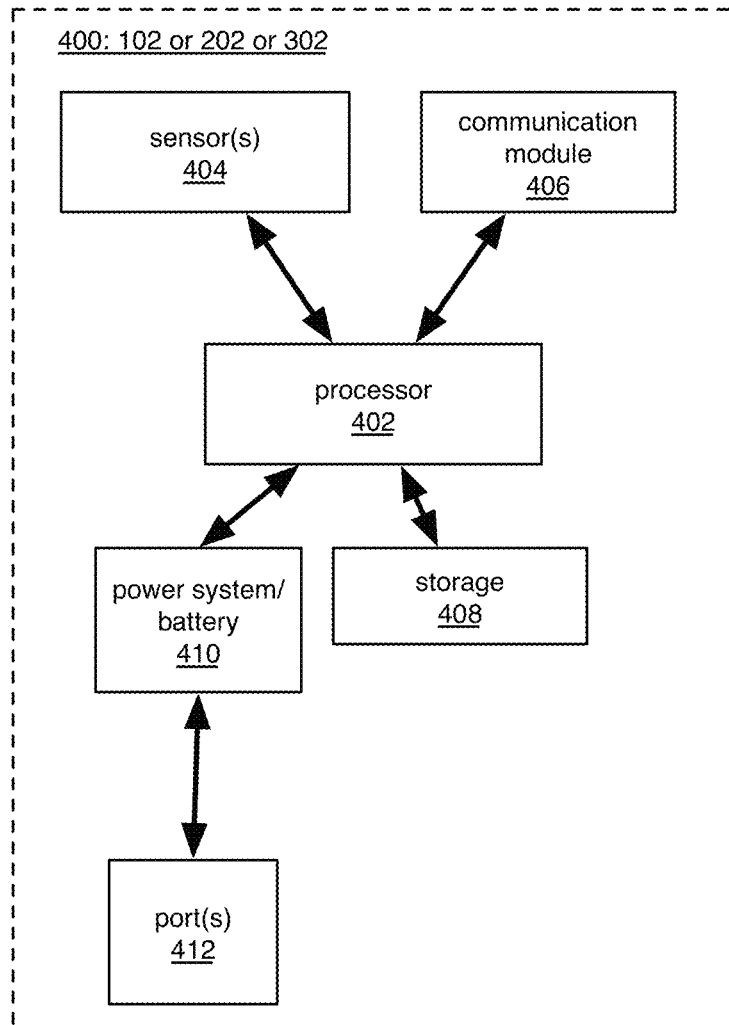 400: 102 or 202 or 302
sensor(s)
404
communication
module
406
processor
402
power system/
battery
410
storage
408
port(s)
412